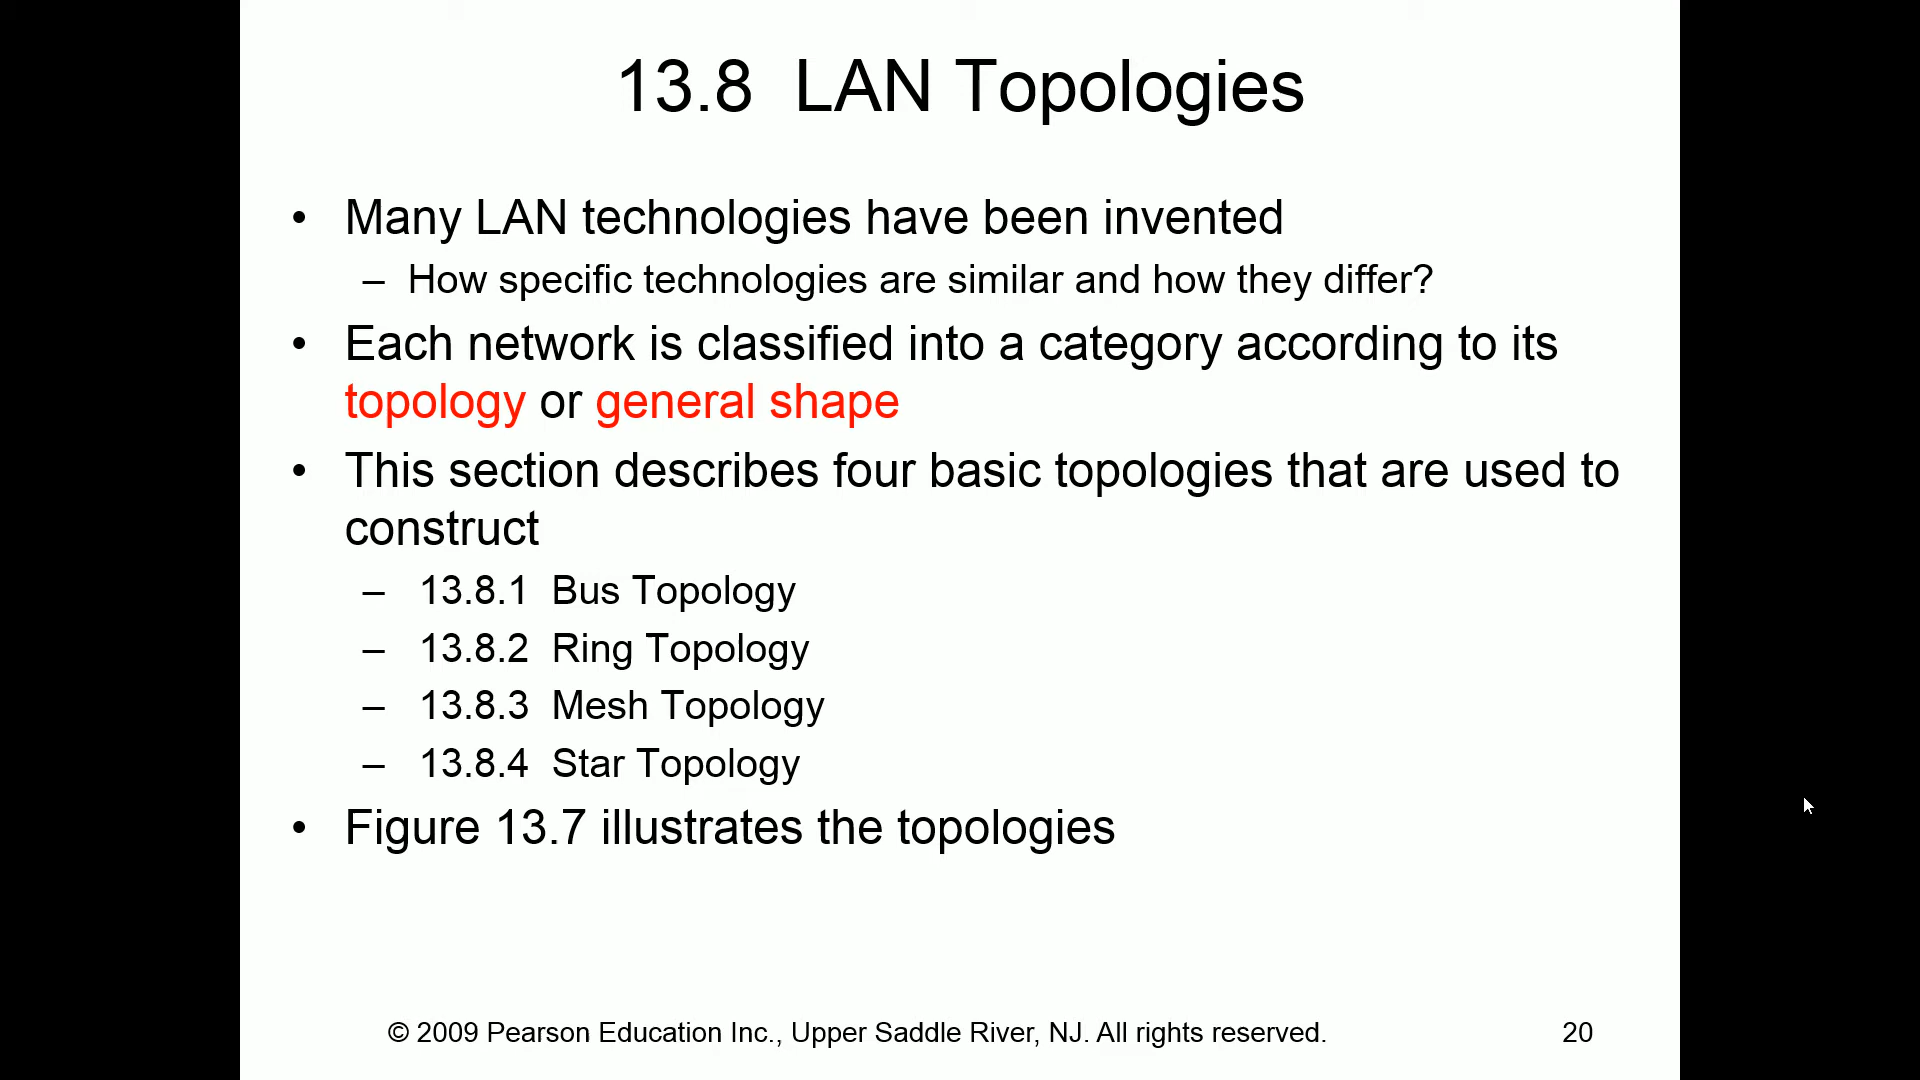 13.8 LAN Topologies
• Many LAN technologies have been invented
– How specific technologies are similar and how they differ?
• Each network is classified into a category according to its
topology or general shape
• This section describes four basic topologies that are used to
construct
– 13.8.1 Bus Topology
– 13.8.2 Ring Topology
– 13.8.3 Mesh Topology
– 13.8.4 Star Topology
• Figure 13.7 illustrates the topologies
© 2009 Pearson Education Inc., Upper Saddle River, NJ. All rights reserved.
20